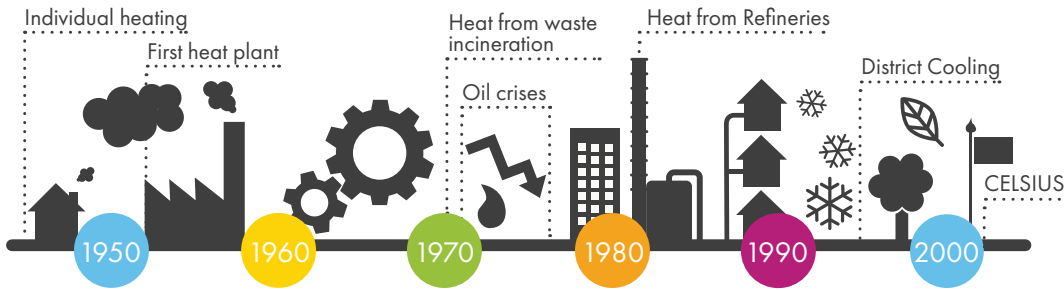 Individual heating
First heat plant
Heat from waste
incineration
Oil crises
Heat from Refineries
District Cooling
CELSIUS
1950
1960
1970
1980
1990
2000